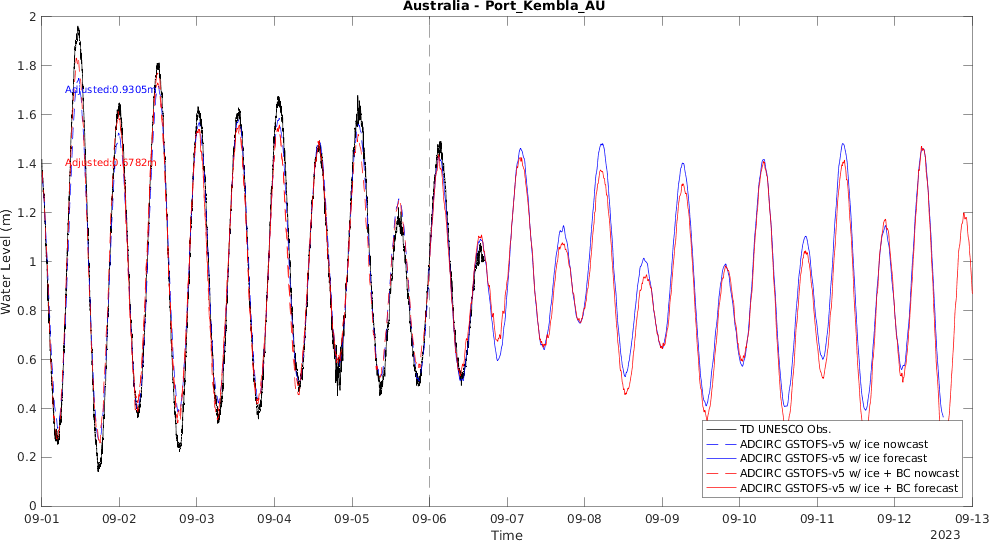 Australia - Port_Kembla_AU
2
1.8
1.6
1.4
1.2
1
0.8
0.6
0.4
0.2
0
Water Level (m)
Adjusted:0.9305m
Adjusted:0.6782m
TD UNESCO Obs.
ADCIRC GSTOFS-v5 w/ ice nowcast
ADCIRC GSTOFS-v5 w/ ice forecast
ADCIRC GSTOFS-v5 w/ ice + BC nowcast
ADCIRC GSTOFS-v5 w/ ice + BC forecast
09-01 09-02 09-03 09-04 09-05 09-06 09-07 09-08 09-09 09-10 09-11 09-12 09-13
Time
2023